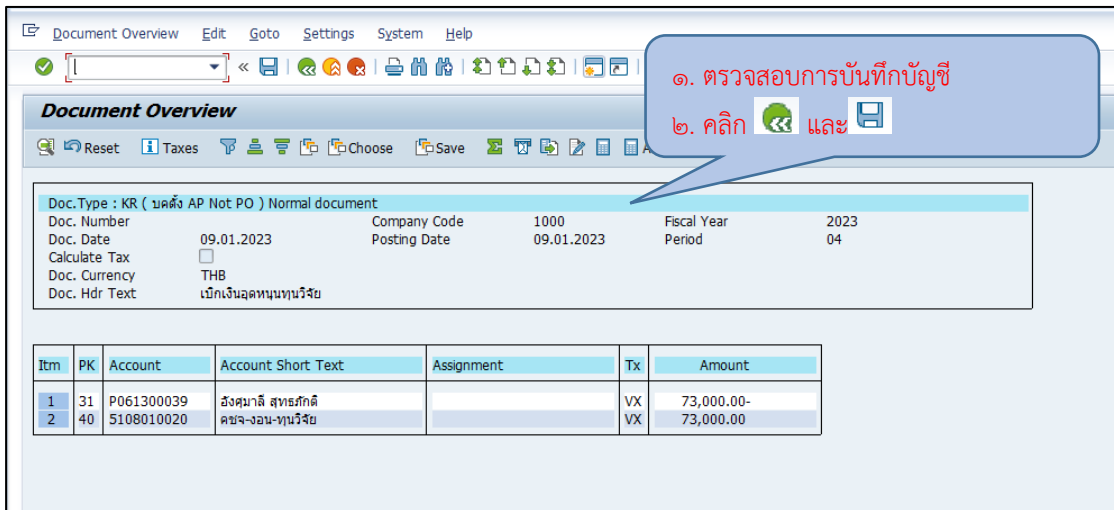 Document Overview Edit Goto Settings System Help
๑. ตรวจสอบการบันทึกบัญชี
๒. คลิก และ
Document Overview
Reset Taxes Choose Save
Doc.Type : KR ( บคตั้ง AP Not PO ) Normal document
Doc. Number Company Code 1000 Fiscal Year 2023
Doc. Date 09.01.2023 Posting Date 09.01.2023 Period 04
Calculate Tax
Doc. Currency THB
Doc. Hdr Text เบิกเงินอุดหนุนทุนวิจัย
Itm PK Account Account Short Text Assignment Tx Amount
1 31 P061300039 อังศุมาลี สุทธภักติ VX 73,000.00-
2 40 5108010020 คชจ-งอน-ทุนวิจัย VX 73,000.00